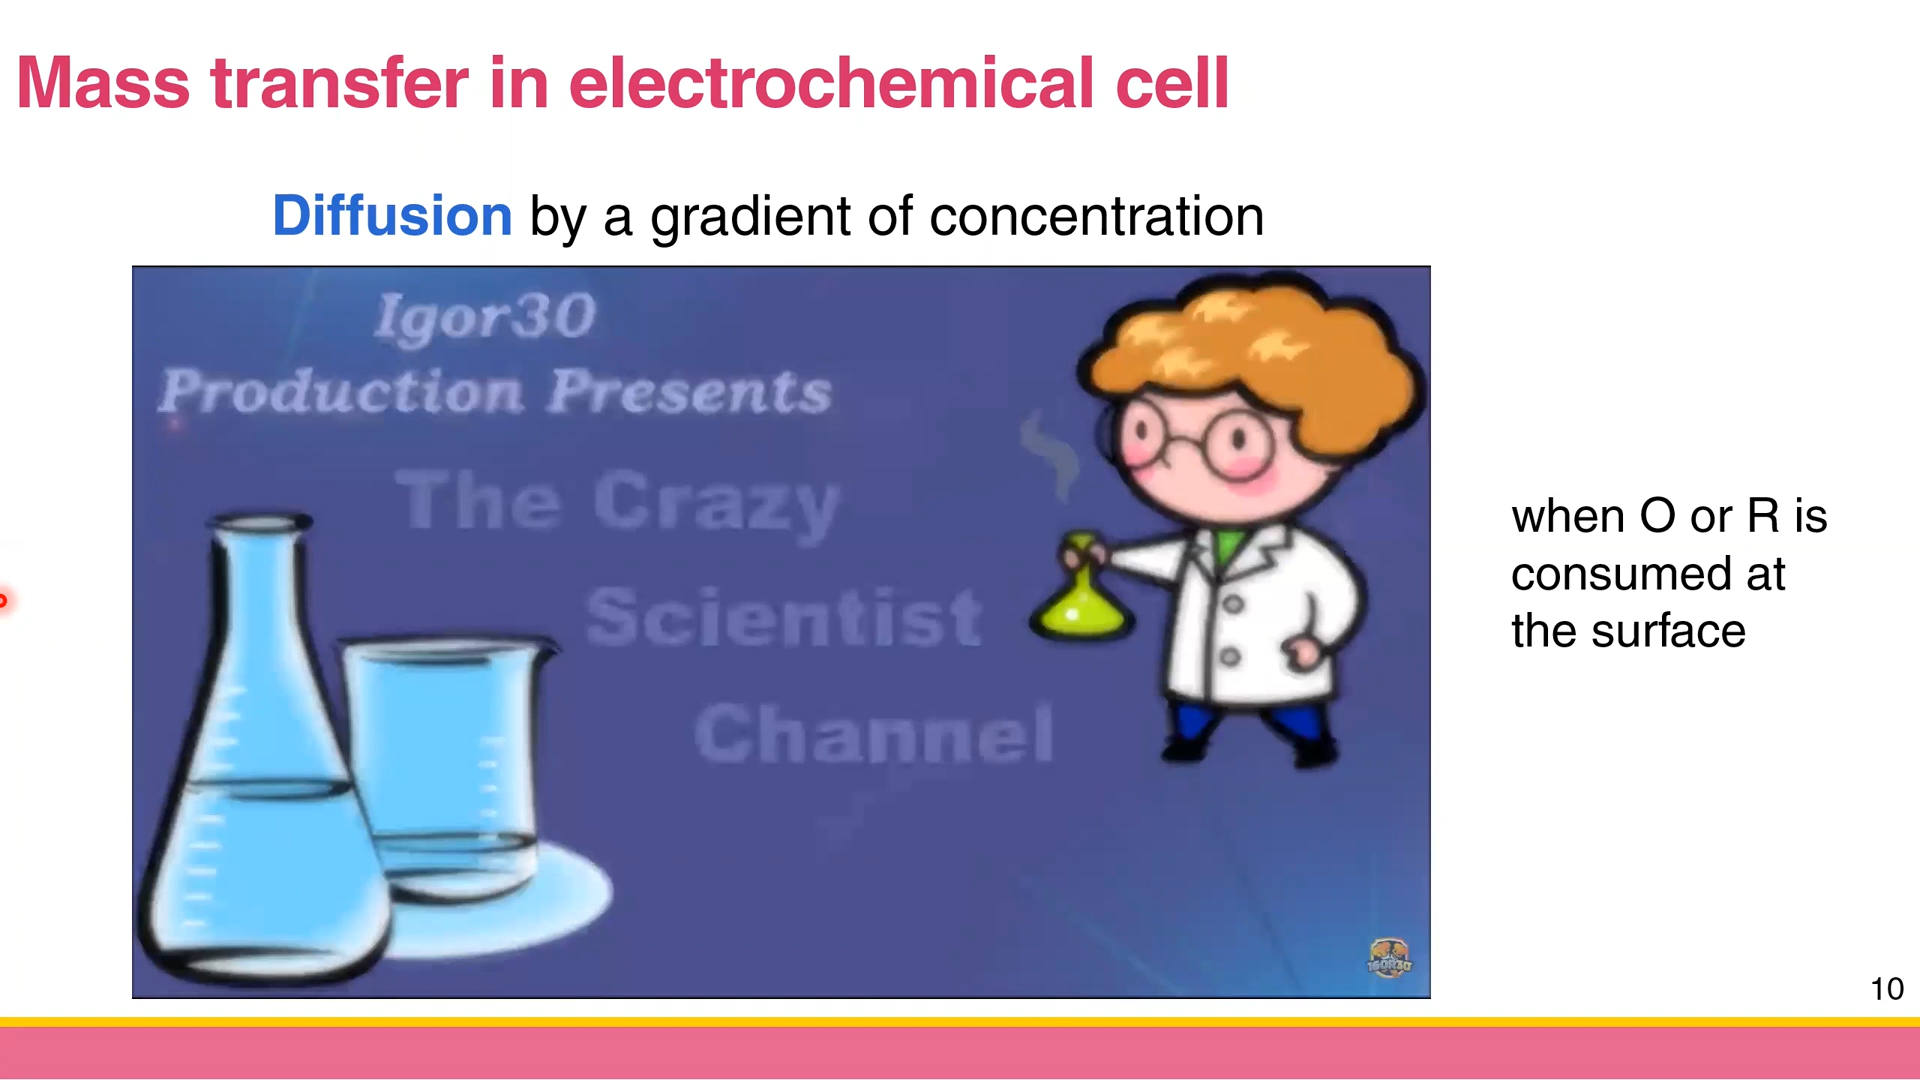 Mass transfer in electrochemical cell
Diffusion by a gradient of concentration
Igor30
Production Presents
The Crazy
Scientist
Channel
when O or R is
consumed at
the surface
IGOR30
10